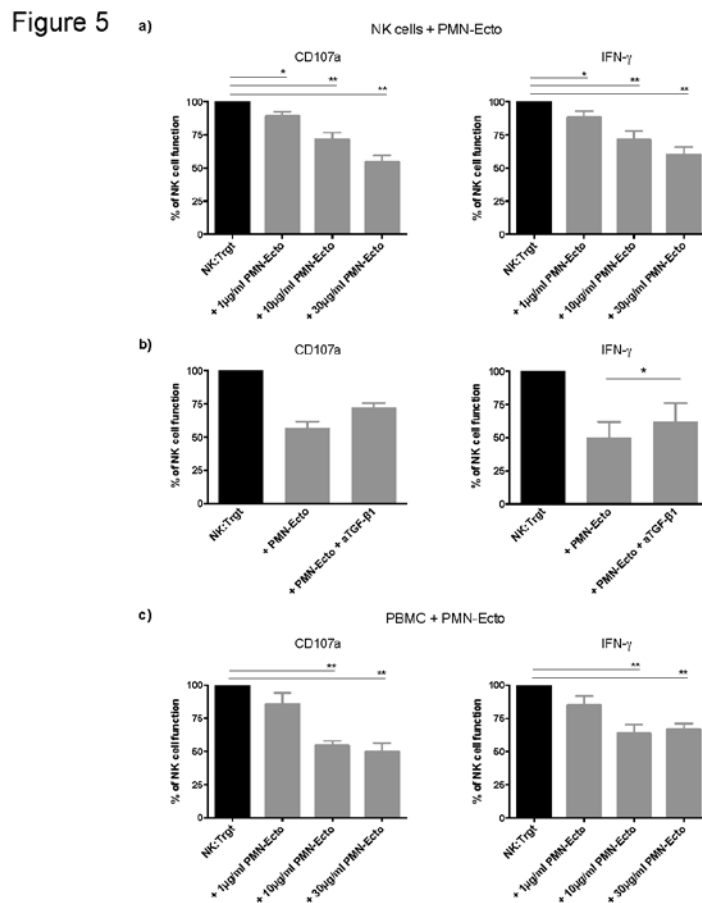 Figure 5
a)
NK cells + PMN-Ecto
CD107a
*
**
**
% of NK cell function
100
75
50
25
0
NK:Trgt
+ 1µg/ml PMN-Ecto
+ 10µg/ml PMN-Ecto
+ 30µg/ml PMN-Ecto
IFN-γ
*
**
**
% of NK cell function
100
75
50
25
0
NK:Trgt
+ 1µg/ml PMN-Ecto
+ 10µg/ml PMN-Ecto
+ 30µg/ml PMN-Ecto
b)
CD107a
% of NK cell function
100
75
50
25
0
NK:Trgt
+ PMN-Ecto
+ PMN-Ecto + aTGF-β1
IFN-γ
*
% of NK cell function
100
75
50
25
0
NK:Trgt
+ PMN-Ecto
+ PMN-Ecto + aTGF-β1
c)
PBMC + PMN-Ecto
CD107a
**
**
% of NK cell function
100
75
50
25
0
NK:Trgt
+ 1µg/ml PMN-Ecto
+ 10µg/ml PMN-Ecto
+ 30µg/ml PMN-Ecto
IFN-γ
**
**
% of NK cell function
100
75
50
25
0
NK:Trgt
+ 1µg/ml PMN-Ecto
+ 10µg/ml PMN-Ecto
+ 30µg/ml PMN-Ecto